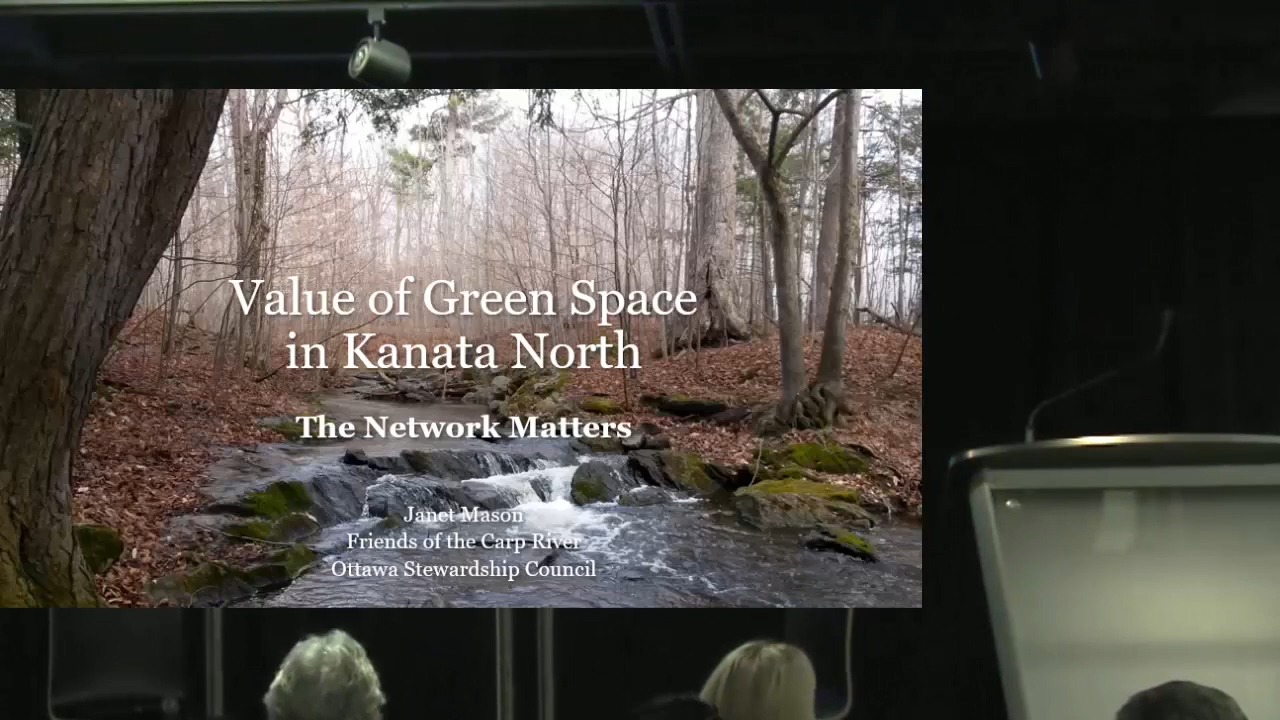 Value of Green Space
in Kanata North
The Network Matters
Janet Mason
Friends of the Carp River
Ottawa Stewardship Council